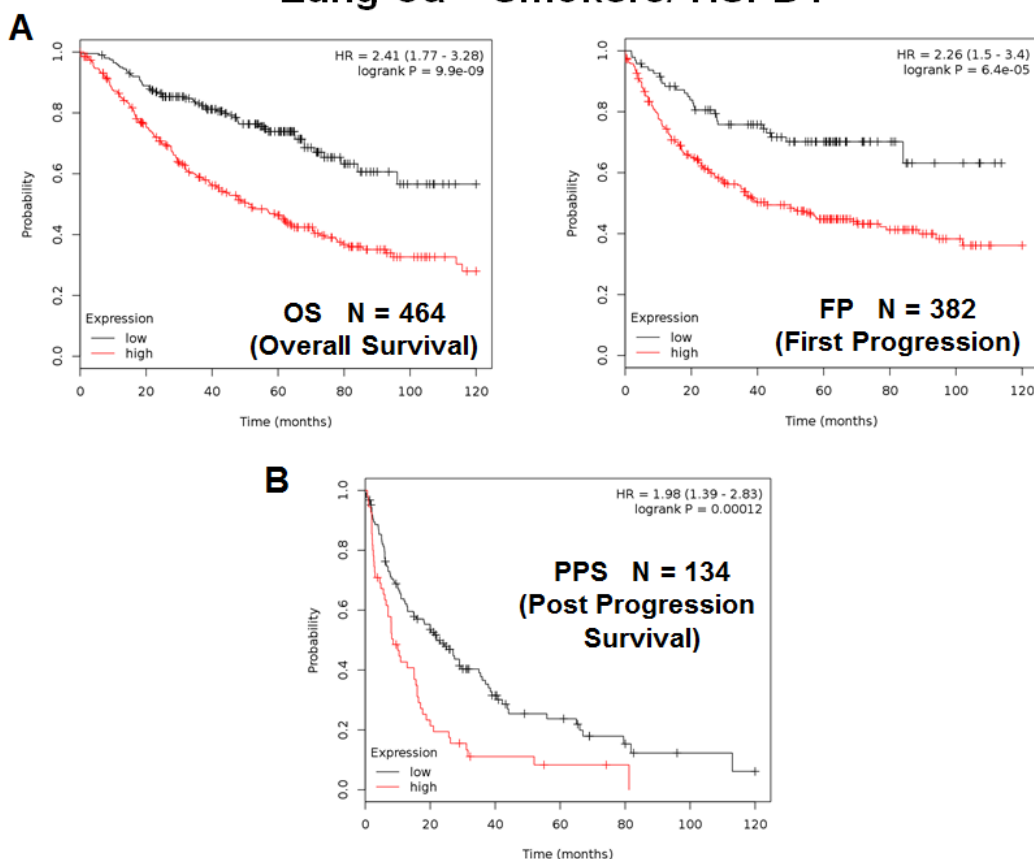 A
HR = 2.41 (1.77 - 3.28)
logrank P = 9.9e-09
Probability
1.0
0.8
0.6
0.4
0.2
0.0
Expression
low
high
OS N = 464
(Overall Survival)
0 20 40 60 80 100 120
Time (months)
HR = 2.26 (1.5 - 3.4)
logrank P = 6.4e-05
Probability
1.0
0.8
0.6
0.4
0.2
0.0
Expression
low
high
FP N = 382
(First Progression)
0 20 40 60 80 100 120
Time (months)
B
HR = 1.98 (1.39 - 2.83)
logrank P = 0.00012
Probability
1.0
0.8
0.6
0.4
0.2
0.0
PPS N = 134
(Post Progression
Survival)
Expression
low
high
0 20 40 60 80 100 120
Time (months)